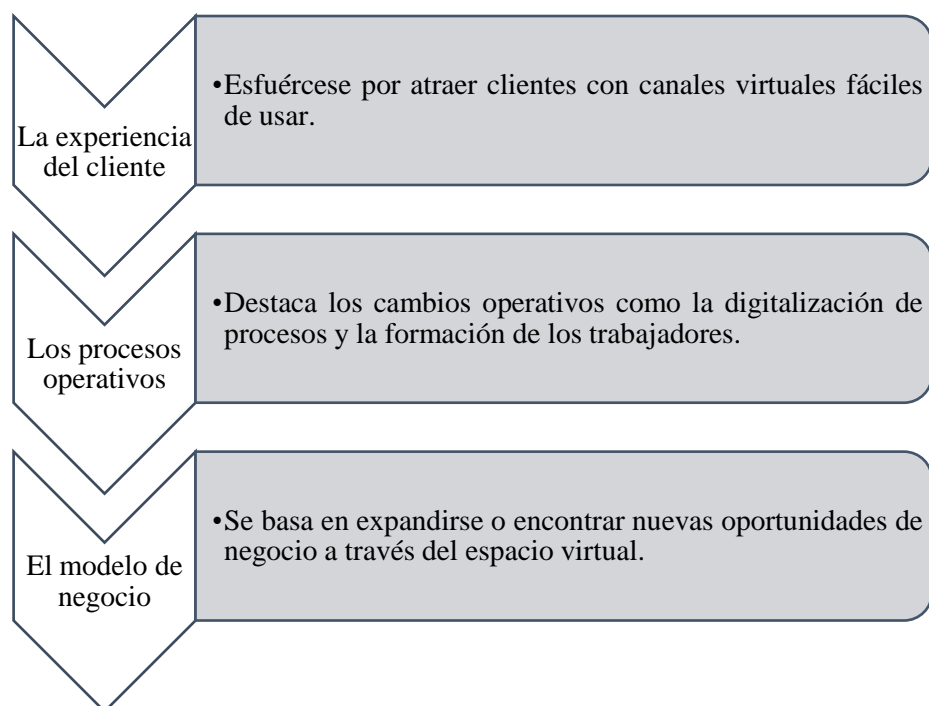 La experiencia
del cliente
•Esfuércese por atraer clientes con canales virtuales fáciles
de usar.
Los procesos
operativos
•Destaca los cambios operativos como la digitalización de
procesos y la formación de los trabajadores.
El modelo de
negocio
•Se basa en expandirse o encontrar nuevas oportunidades de
negocio a través del espacio virtual.